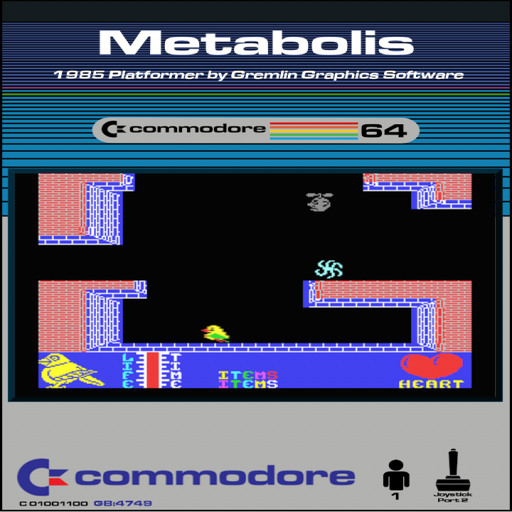 Metabolis
1985 Platformer by Gremlin Graphics Software
commodore 64
LIFE TIME
ITEMS
ITEMS
HEART
commodore
1
Joystick
Port 2
C01001100 GB:4749